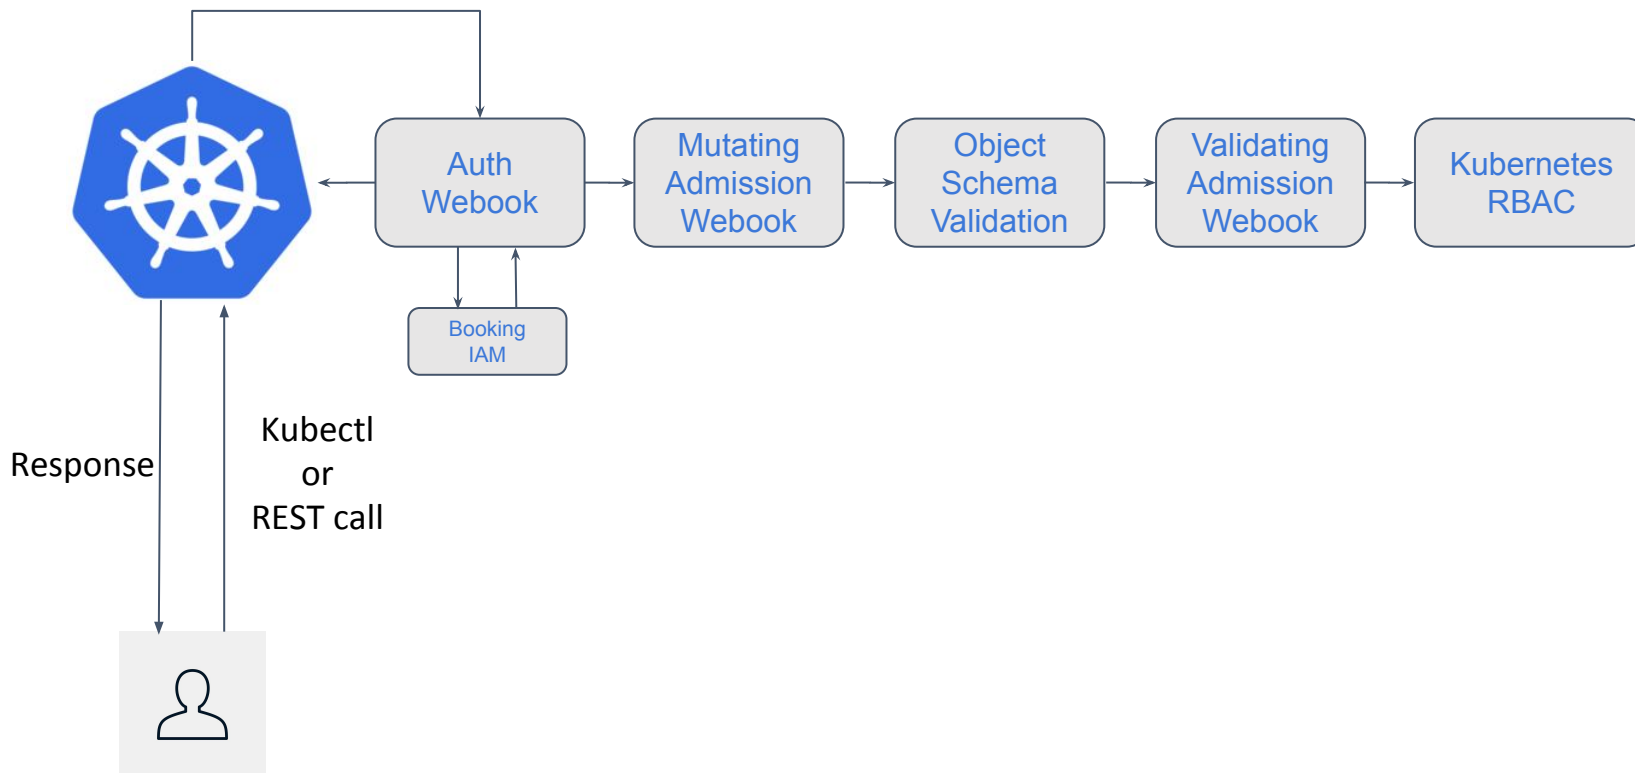 Auth
Webook
Mutating
Admission
Webook
Object
Schema
Validation
Validating
Admission
Webook
Kubernetes
RBAC
Booking
IAM
Response
Kubectl
or
REST call